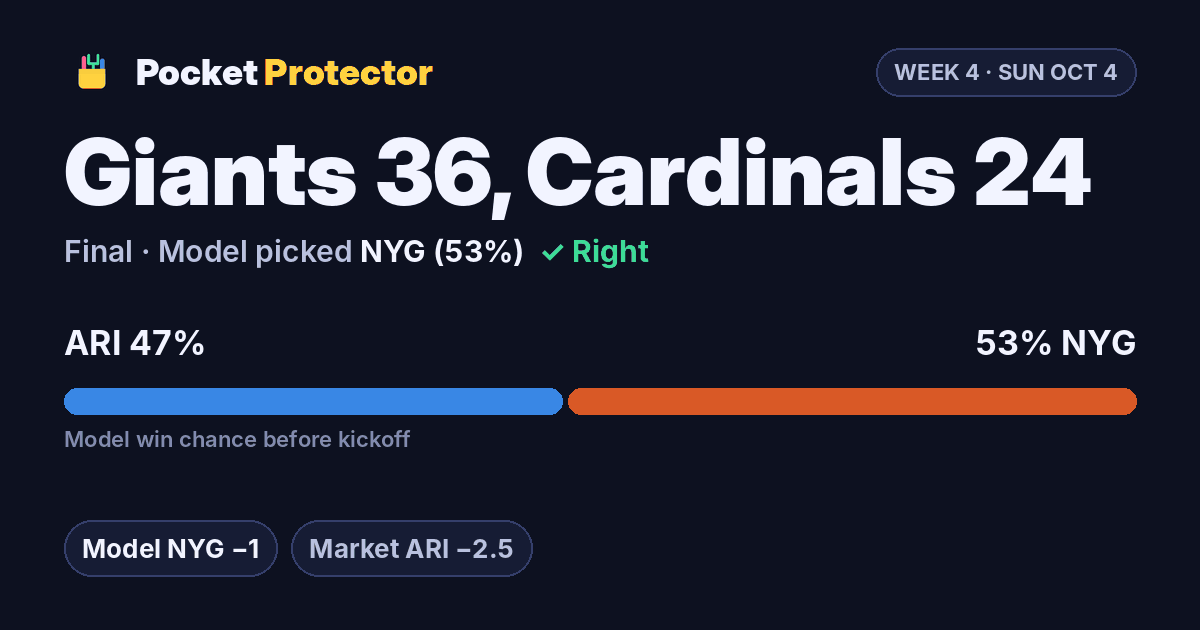 Pocket Protector
WEEK 4 · SUN OCT 4
Giants 36, Cardinals 24
Final · Model picked NYG (53%) ✓ Right
ARI 47%
53% NYG
Model win chance before kickoff
Model NYG −1
Market ARI −2.5